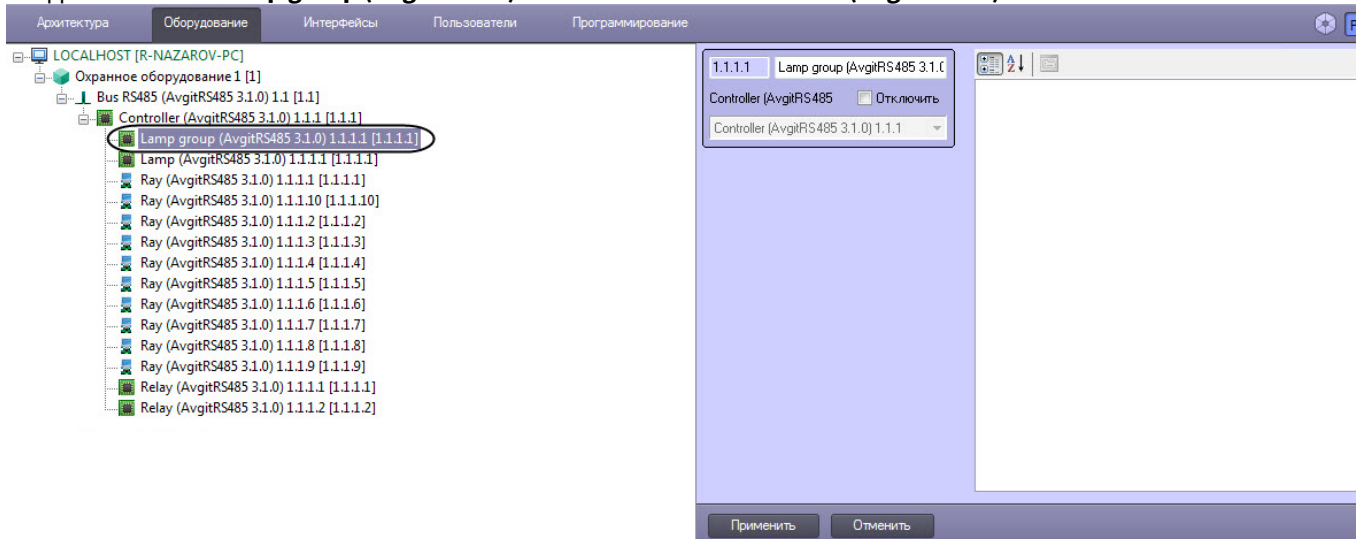 Архитектура Оборудование Интерфейсы Пользователи Программирование
LOCALHOST [R-NAZAROV-PC]
Охранное оборудование 1 [1]
Bus RS485 (AvgitRS485 3.1.0) 1.1 [1.1]
Controller (AvgitRS485 3.1.0) 1.1.1 [1.1.1]
Lamp group (AvgitRS485 3.1.0) 1.1.1.1 [1.1.1.1]
Lamp (AvgitRS485 3.1.0) 1.1.1.1 [1.1.1.1]
Ray (AvgitRS485 3.1.0) 1.1.1.1 [1.1.1.1]
Ray (AvgitRS485 3.1.0) 1.1.1.10 [1.1.1.10]
Ray (AvgitRS485 3.1.0) 1.1.1.2 [1.1.1.2]
Ray (AvgitRS485 3.1.0) 1.1.1.3 [1.1.1.3]
Ray (AvgitRS485 3.1.0) 1.1.1.4 [1.1.1.4]
Ray (AvgitRS485 3.1.0) 1.1.1.5 [1.1.1.5]
Ray (AvgitRS485 3.1.0) 1.1.1.6 [1.1.1.6]
Ray (AvgitRS485 3.1.0) 1.1.1.7 [1.1.1.7]
Ray (AvgitRS485 3.1.0) 1.1.1.8 [1.1.1.8]
Ray (AvgitRS485 3.1.0) 1.1.1.9 [1.1.1.9]
Relay (AvgitRS485 3.1.0) 1.1.1.1 [1.1.1.1]
Relay (AvgitRS485 3.1.0) 1.1.1.2 [1.1.1.2]
1.1.1.1 Lamp group (AvgitRS485 3.1.(
Controller (AvgitRS485 Отключить
Controller (AvgitRS485 3.1.0) 1.1.1
Применить Отменить